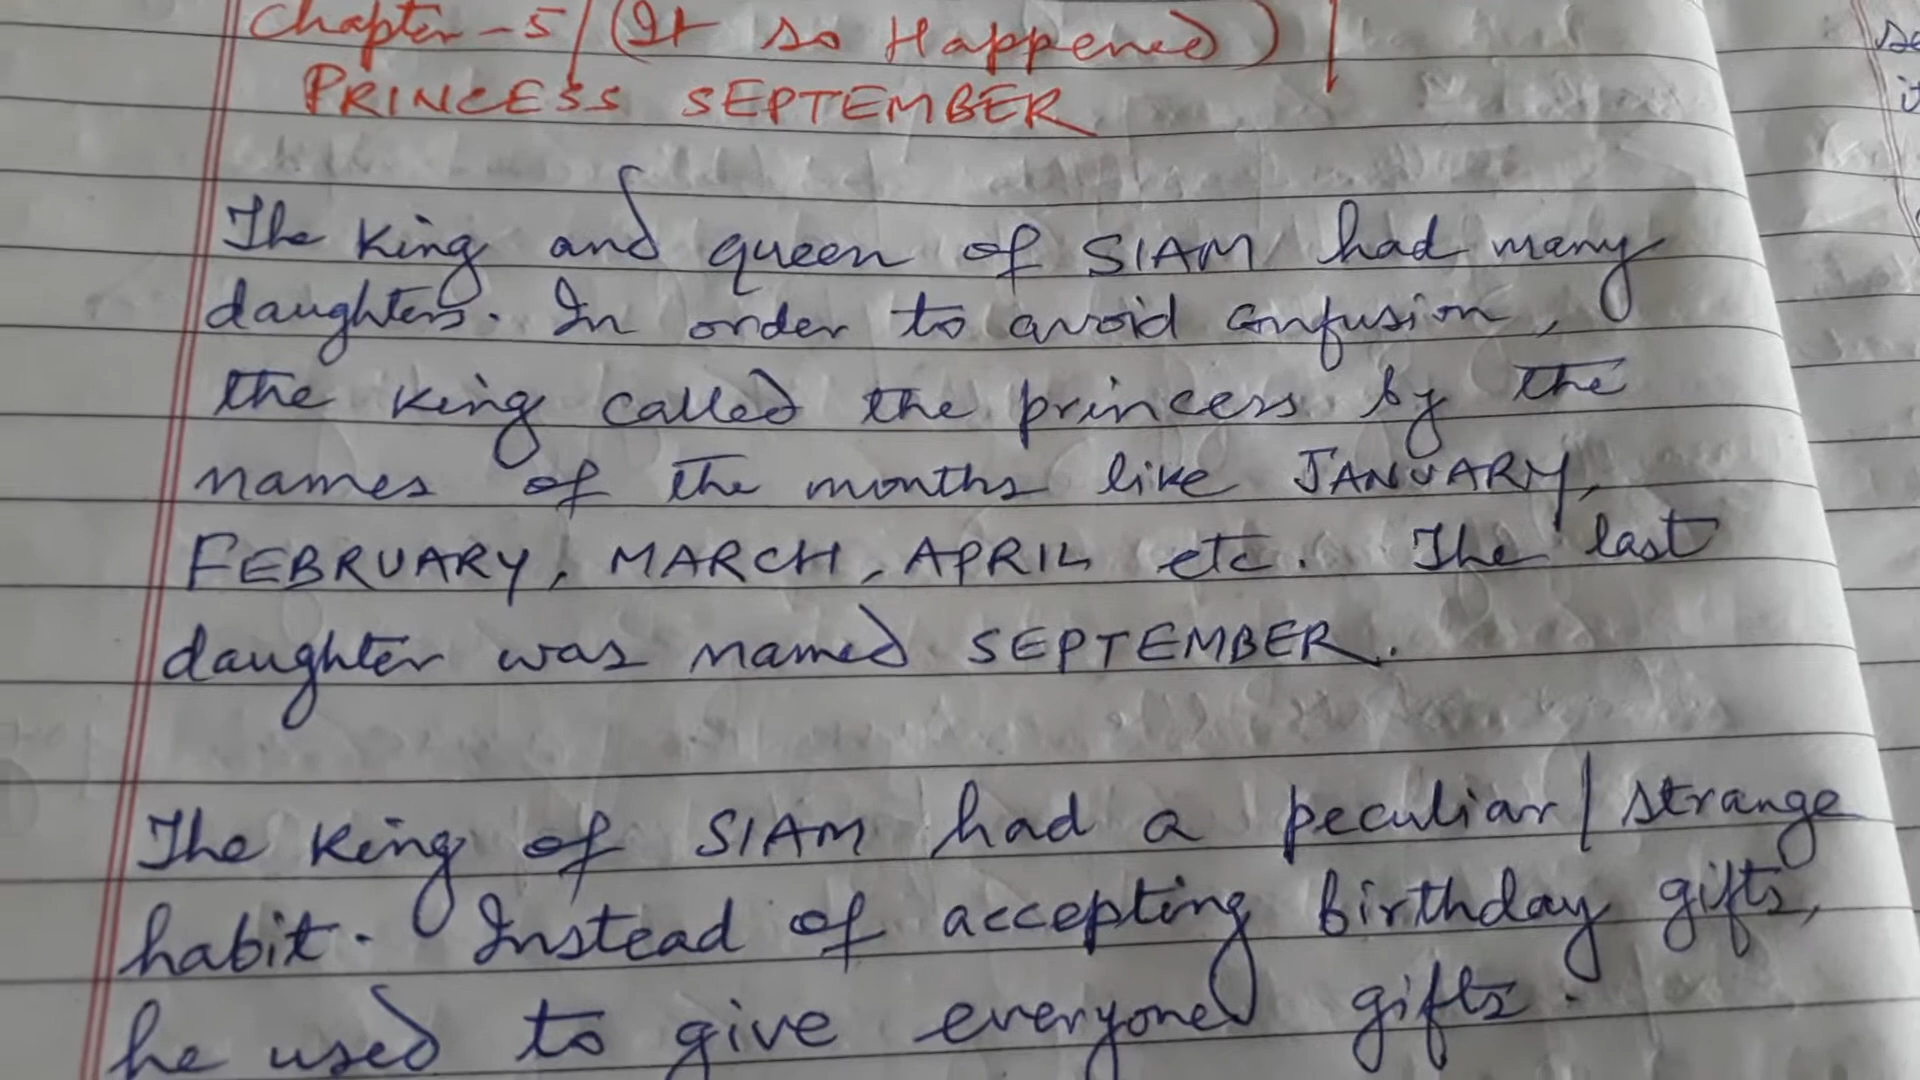 Chapter-5/(It so Happened)
PRINCESS SEPTEMBER
The King and queen of SIAM had many
daughters. In order to avoid confusion,
the King called the princess by the
names of the months like JANUARY,
FEBRUARY, MARCH, APRIL etc. The last
daughter was named SEPTEMBER.
The King of SIAM had a peculiar/strange
habit. Instead of accepting birthday gifts,
he used to give everyone gifts.